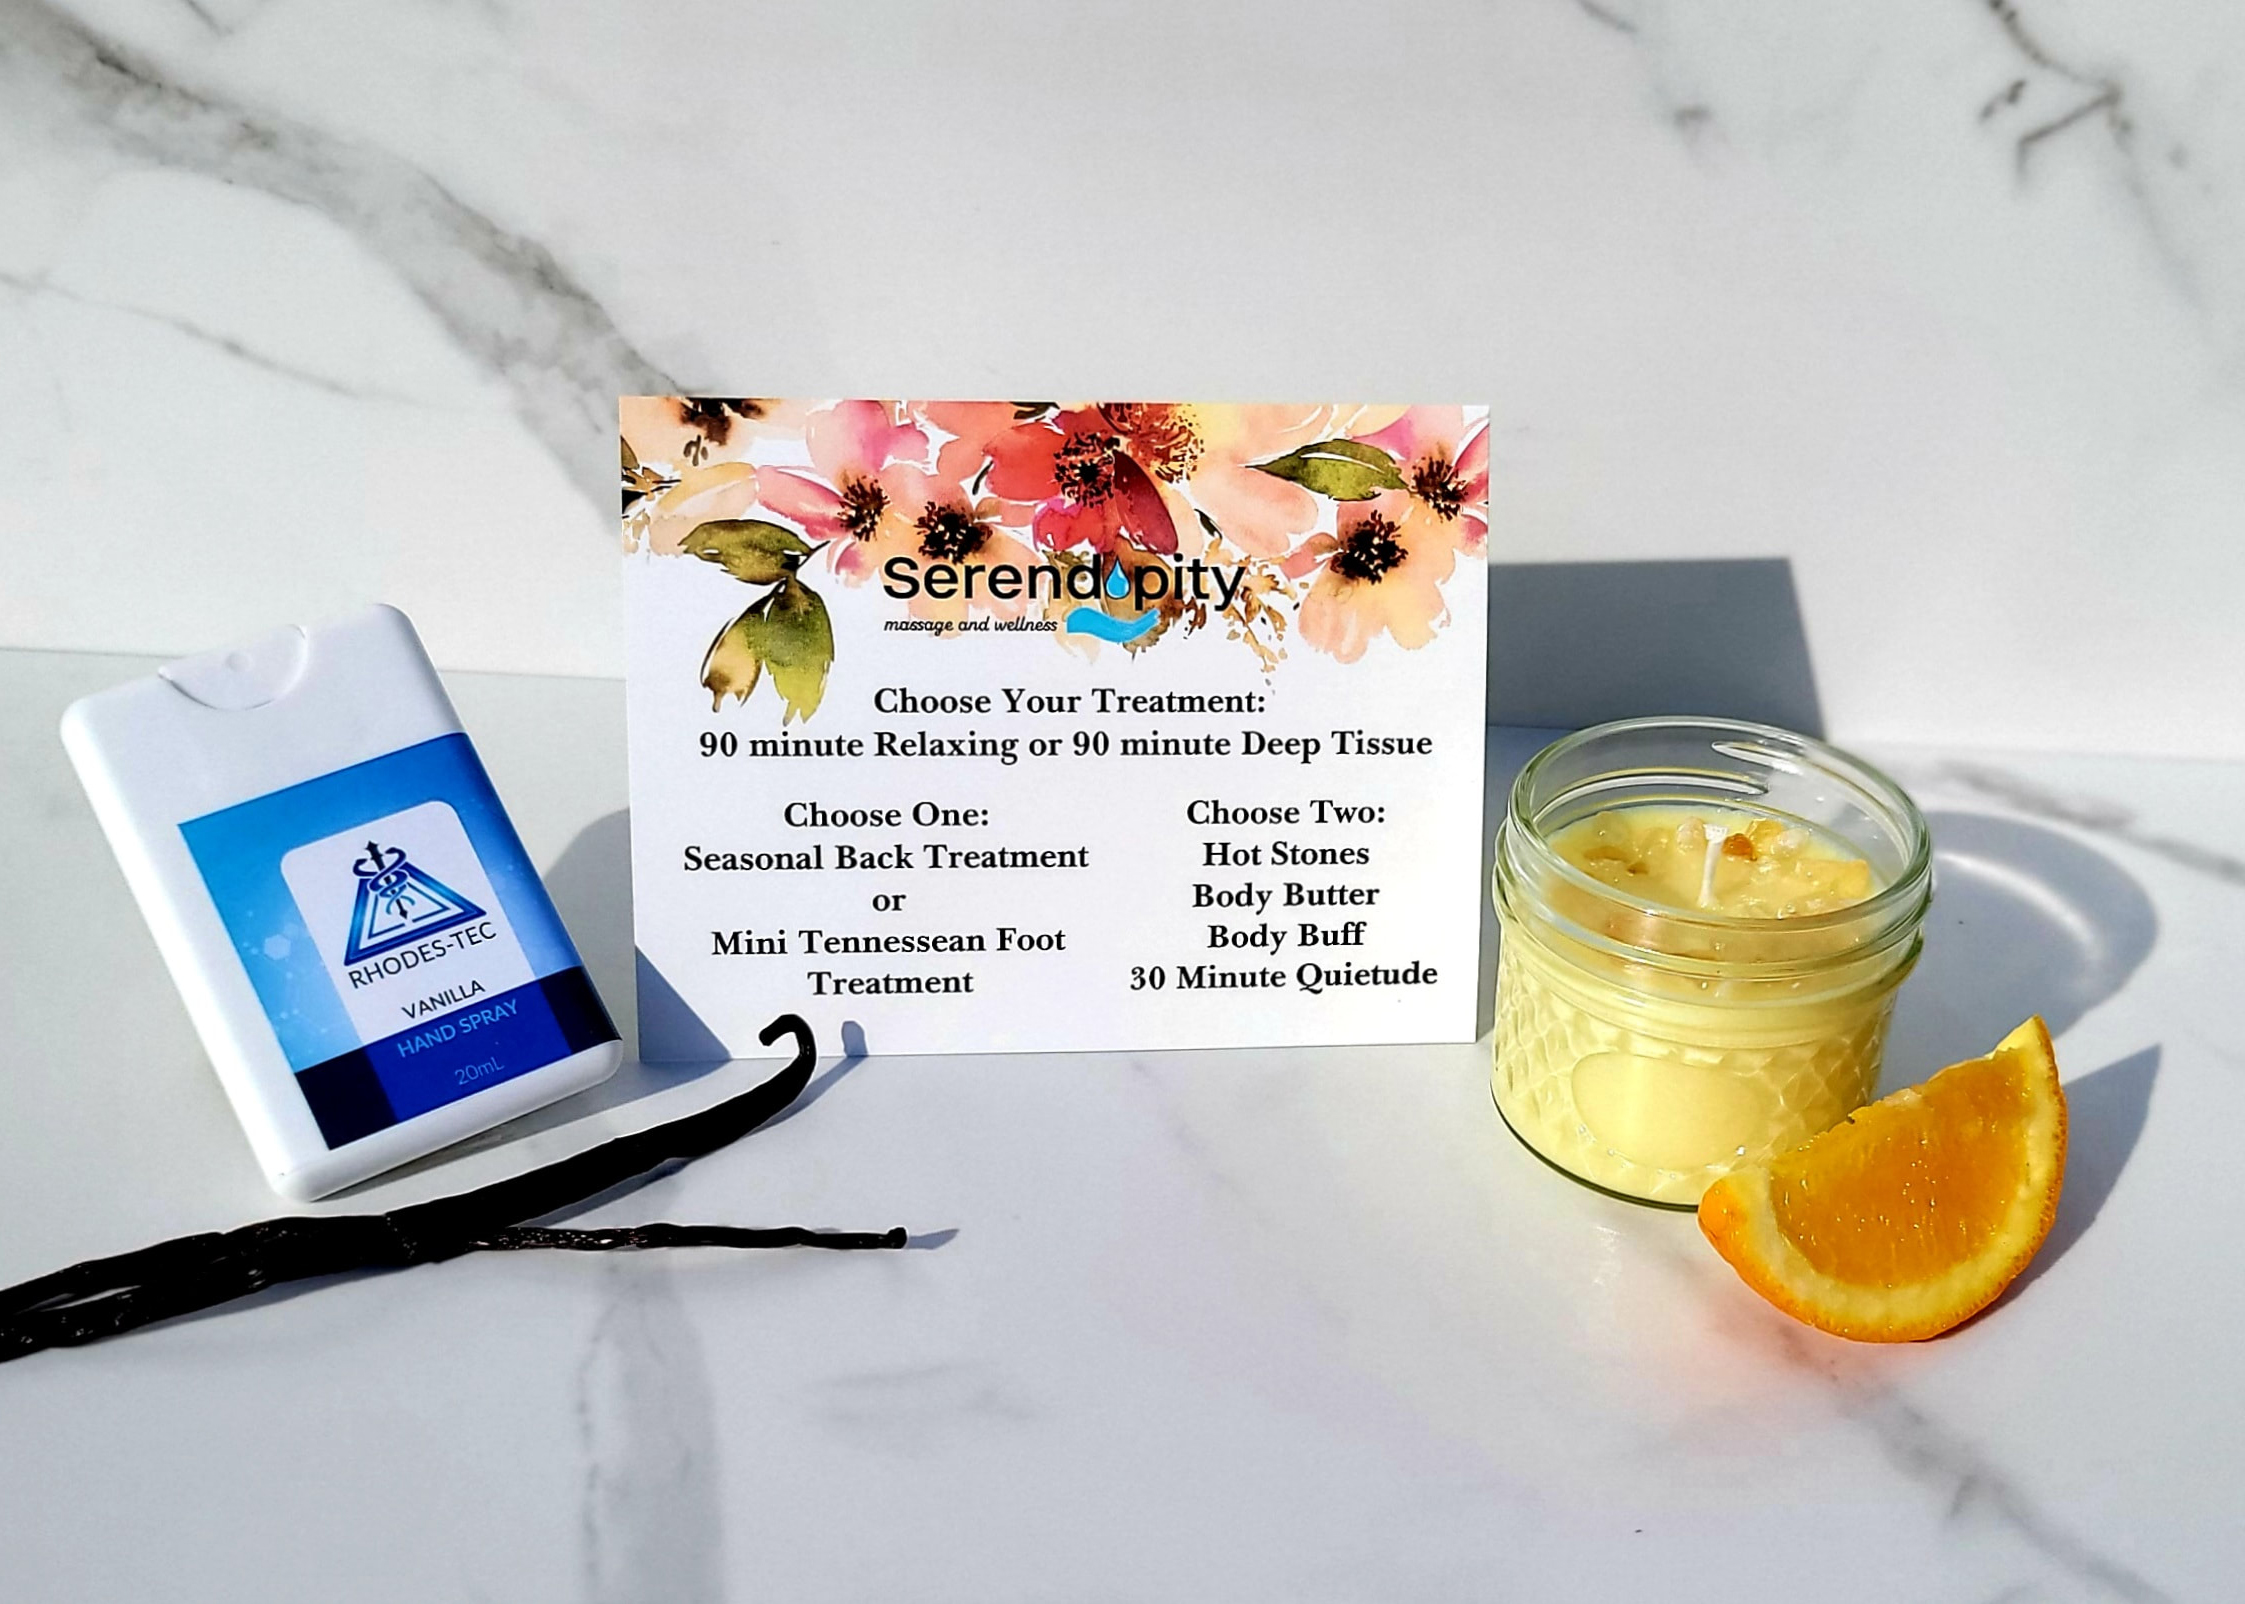 Serendipity
massage and wellness
Choose Your Treatment:
90 minute Relaxing or 90 minute Deep Tissue
Choose One:
Seasonal Back Treatment
or
Mini Tennessean Foot
Treatment
Choose Two:
Hot Stones
Body Butter
Body Buff
30 Minute Quietude
RHODES-TEC
VANILLA
HAND SPRAY
20mL